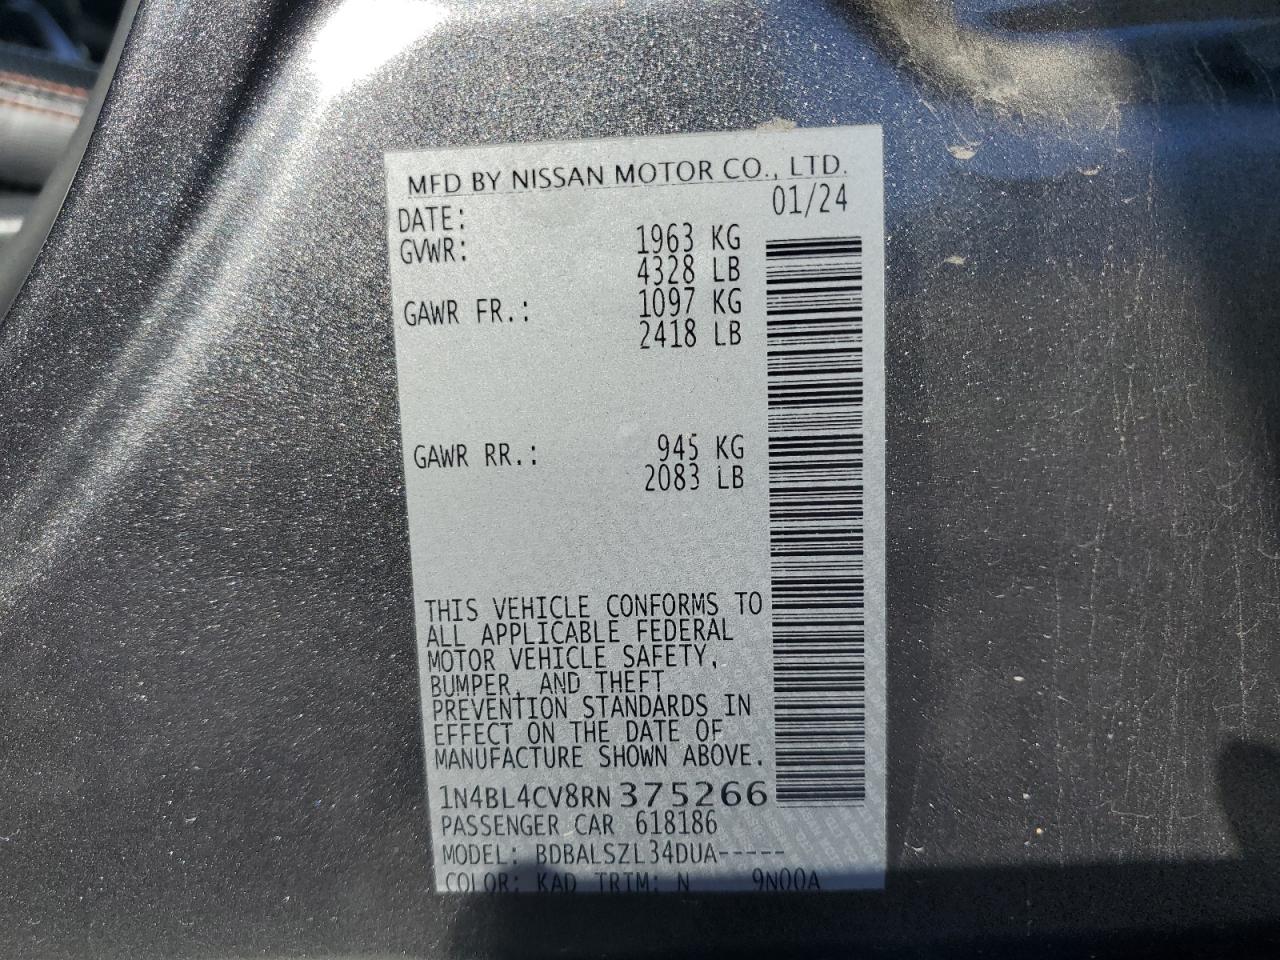 MFD BY NISSAN MOTOR CO., LTD.
DATE: 01/24
GVWR: 1963 KG
4328 LB
GAWR FR.: 1097 KG
2418 LB
GAWR RR.: 945 KG
2083 LB
THIS VEHICLE CONFORMS TO
ALL APPLICABLE FEDERAL
MOTOR VEHICLE SAFETY,
BUMPER, AND THEFT
PREVENTION STANDARDS IN
EFFECT ON THE DATE OF
MANUFACTURE SHOWN ABOVE.
1N4BL4CV8RN375266
PASSENGER CAR 618186
MODEL: BDBALSZL34DUA-----
COLOR: KAD TRIM: N 9N00A